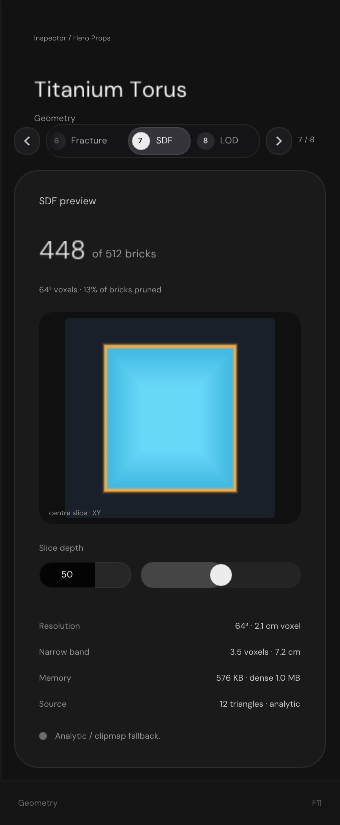 Inspector / Hero Props
Titanium Torus
Geometry
6 Fracture 7 SDF 8 LOD 7 / 8
SDF preview
448 of 512 bricks
64³ voxels · 13% of bricks pruned
centre slice · XY
Slice depth
50
Resolution 64³ · 2.1 cm voxel
Narrow band 3.5 voxels · 7.2 cm
Memory 576 KB · dense 1.0 MB
Source 12 triangles · analytic
Analytic / clipmap fallback.
Geometry F11